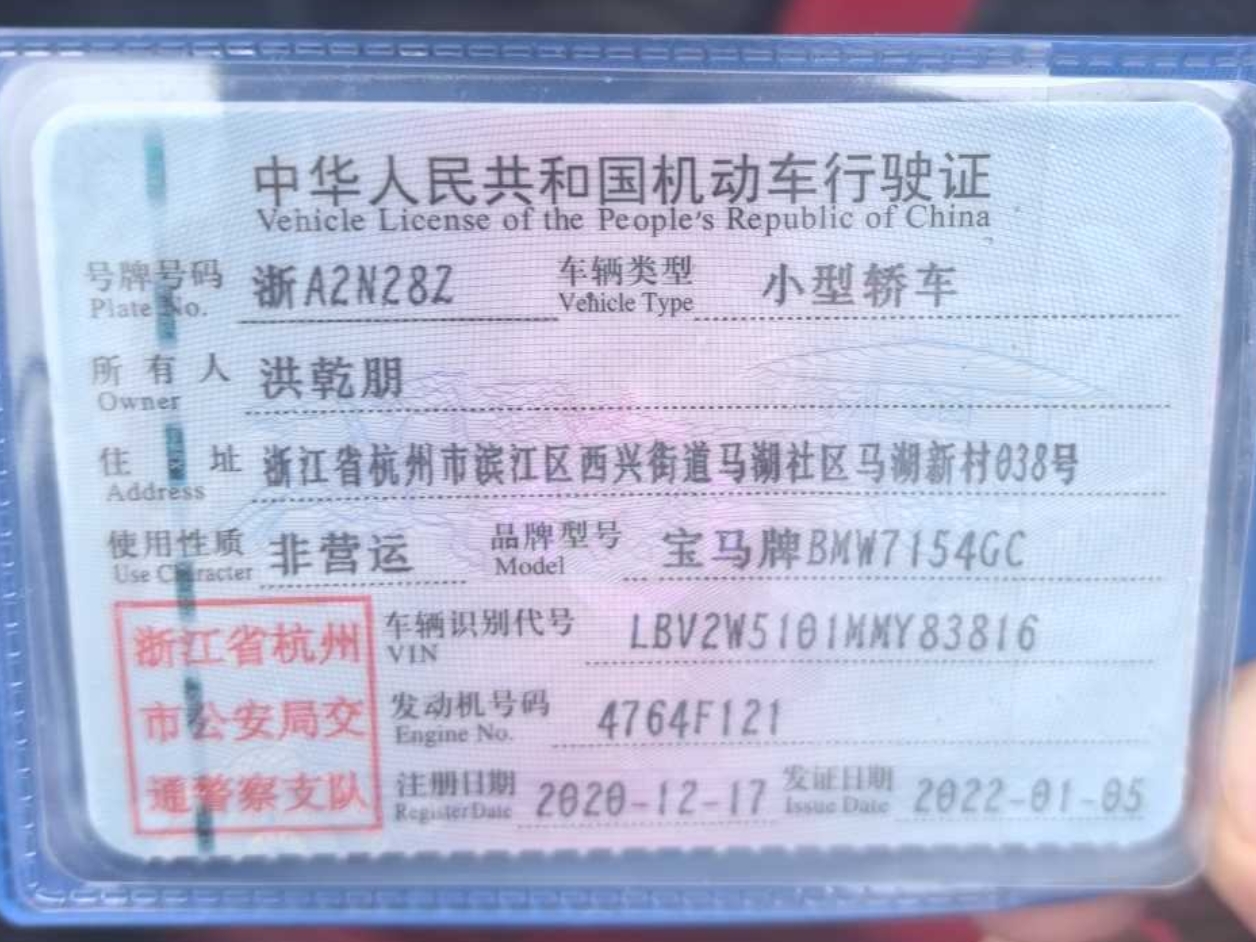 中华人民共和国机动车行驶证
Vehicle License of the People's Republic of China
号牌号码 浙A2N28Z 车辆类型 小型轿车
Plate No. Vehicle Type
所有人 洪乾朋
Owner
住址 浙江省杭州市滨江区西兴街道马湖社区马湖新村038号
Address
使用性质 非营运 品牌型号 宝马牌BMW7154GC
Use Character Model
浙江省杭州
市公安局交
通警察支队
车辆识别代号 LBV2W5101MMY83816
VIN
发动机号码 4764F121
Engine No.
注册日期 2020-12-17 发证日期 2022-01-05
Register Date Issue Date